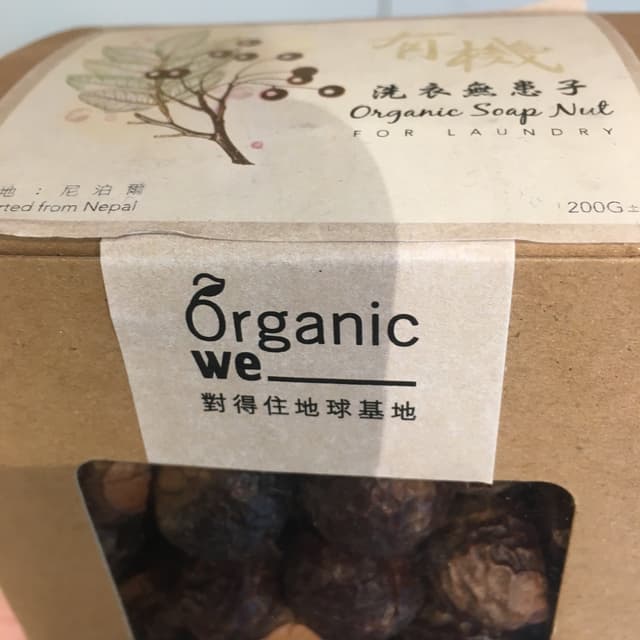 有機
洗衣無患子
Organic Soap Nut
FOR LAUNDRY
地：尼泊爾
from Nepal
200G±
Organic
we
對得住地球基地